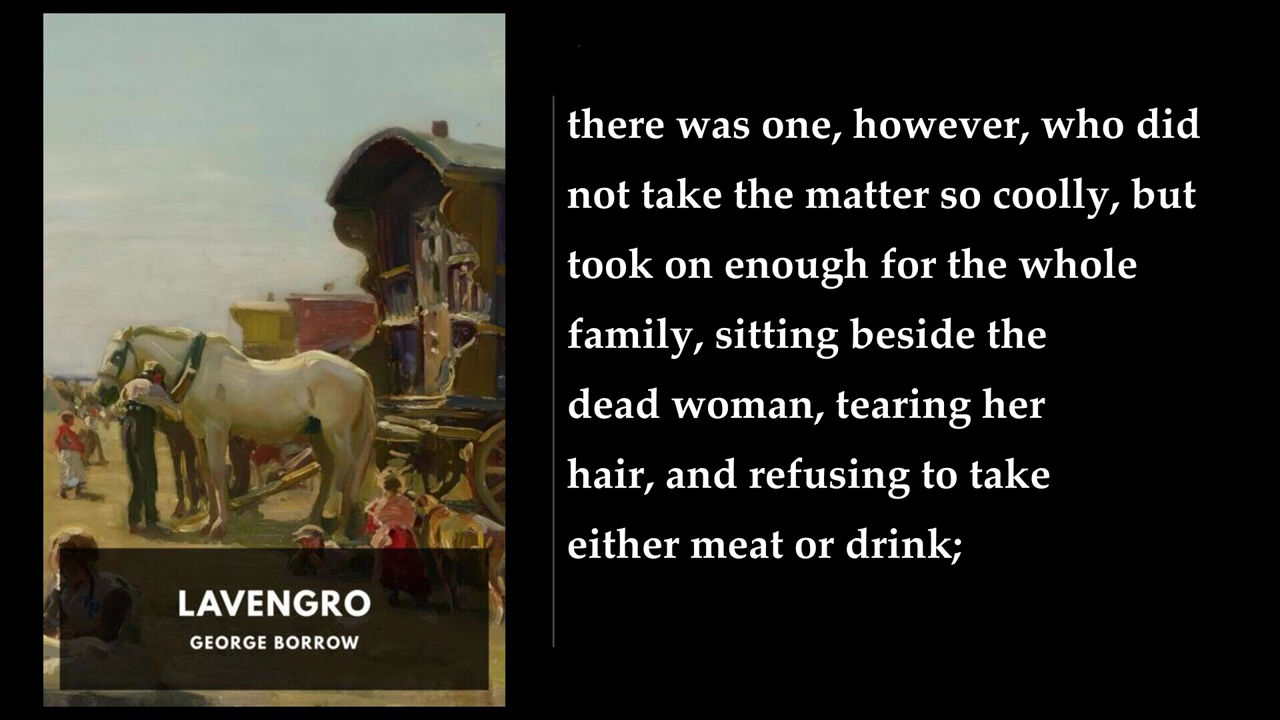 LAVENGRO
GEORGE BORROW
there was one, however, who did
not take the matter so coolly, but
took on enough for the whole
family, sitting beside the
dead woman, tearing her
hair, and refusing to take
either meat or drink;